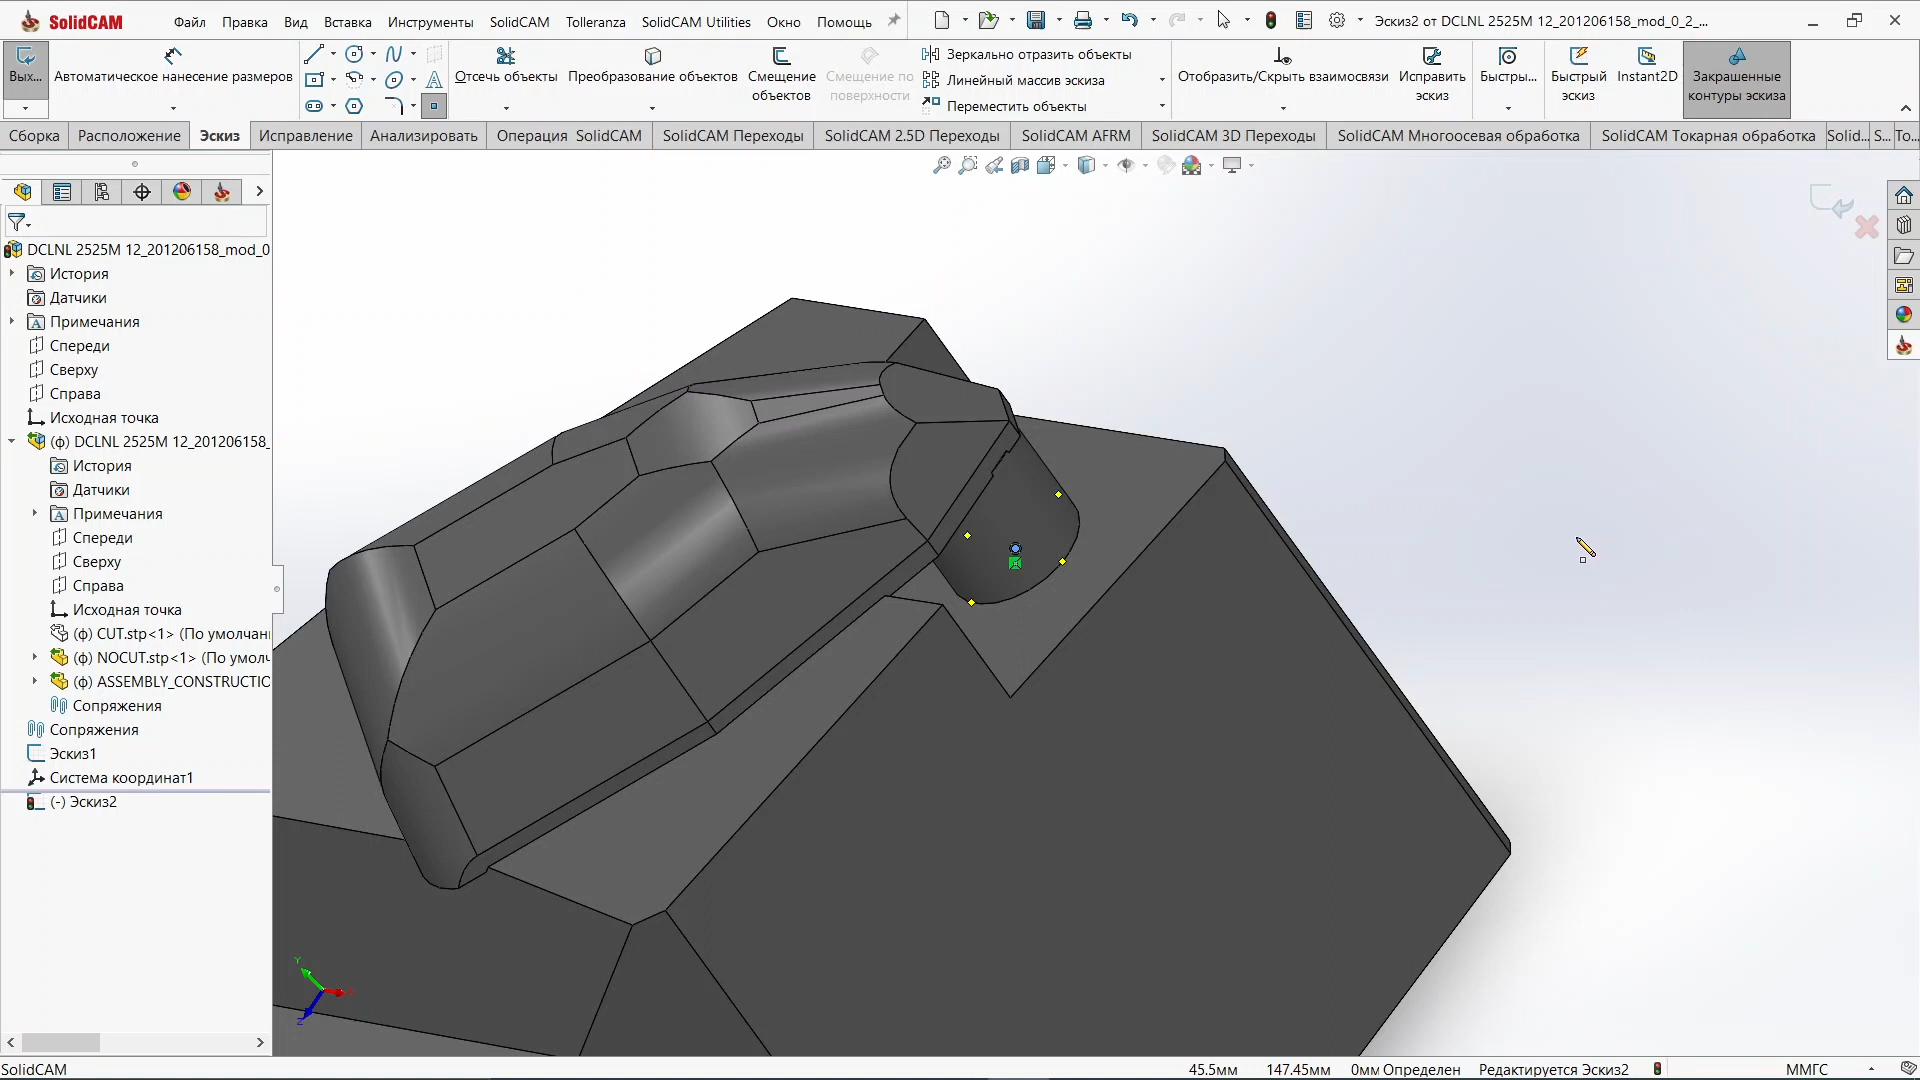 SolidCAM
Файл
Правка
Вид
Вставка
Инструменты
SolidCAM
Tolleranza
SolidCAM Utilities
Окно
Помощь
Эскиз2 от DCLNL 2525M 12_201206158_mod_0_2_...
Вых...
Автоматическое нанесение размеров
Отсечь объекты
Преобразование объектов
Смещение
объектов
Смещение по
поверхности
Зеркально отразить объекты
Линейный массив эскиза
Переместить объекты
Отобразить/Скрыть взаимосвязи
Исправить
эскиз
Быстры...
Быстрый
эскиз
Instant2D
Закрашенные
контуры эскиза
Сборка
Расположение
Эскиз
Исправление
Анализировать
Операция SolidCAM
SolidCAM Переходы
SolidCAM 2.5D Переходы
SolidCAM AFRM
SolidCAM 3D Переходы
SolidCAM Многоосевая обработка
SolidCAM Токарная обработка
Solid...
S...
To...
DCLNL 2525M 12_201206158_mod_0
История
Датчики
Примечания
Спереди
Сверху
Справа
Исходная точка
(ф) DCLNL 2525M 12_201206158_
История
Датчики
Примечания
Спереди
Сверху
Справа
Исходная точка
(ф) CUT.stp<1> (По умолчан
(ф) NOCUT.stp<1> (По умол
(ф) ASSEMBLY_CONSTRUCTIO
Сопряжения
Сопряжения
Эскиз1
Система координат1
(-) Эскиз2
Y
Z
SolidCAM
45.5мм
147.45мм
0мм
Определен
Редактируется Эскиз2
ММГС